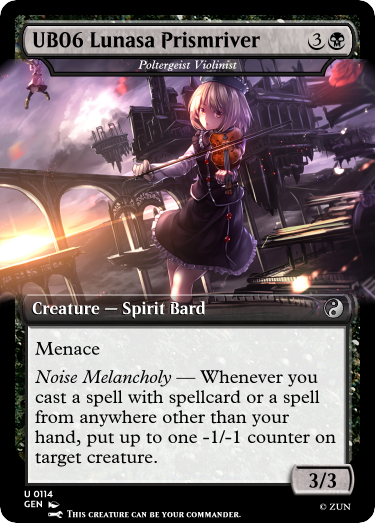 UB06 Lunasa Prismriver 3
Poltergeist Violinist
Creature — Spirit Bard
Menace
Noise Melancholy — Whenever you
cast a spell with spellcard or a spell
from anywhere other than your
hand, put up to one -1/-1 counter on
target creature.
3/3
U 0114
GEN
THIS CREATURE CAN BE YOUR COMMANDER.
© ZUN